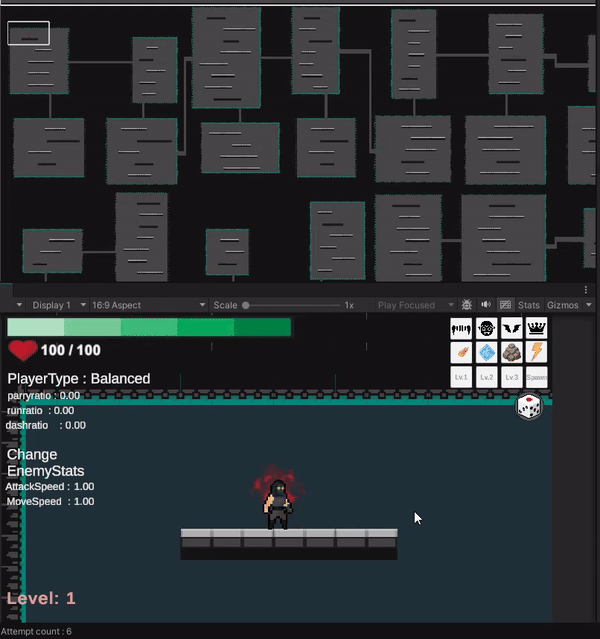 Display 1
16:9 Aspect
Scale
1x
Play Focused
Stats
Gizmos
100 / 100
PlayerType : Balanced
parryratio : 0.00
runratio : 0.00
dashratio : 0.00
Change
EnemyStats
AttackSpeed : 1.00
MoveSpeed : 1.00
Lv.1
Lv.2
Lv.3
Spawn
Level: 1
Attempt count : 6